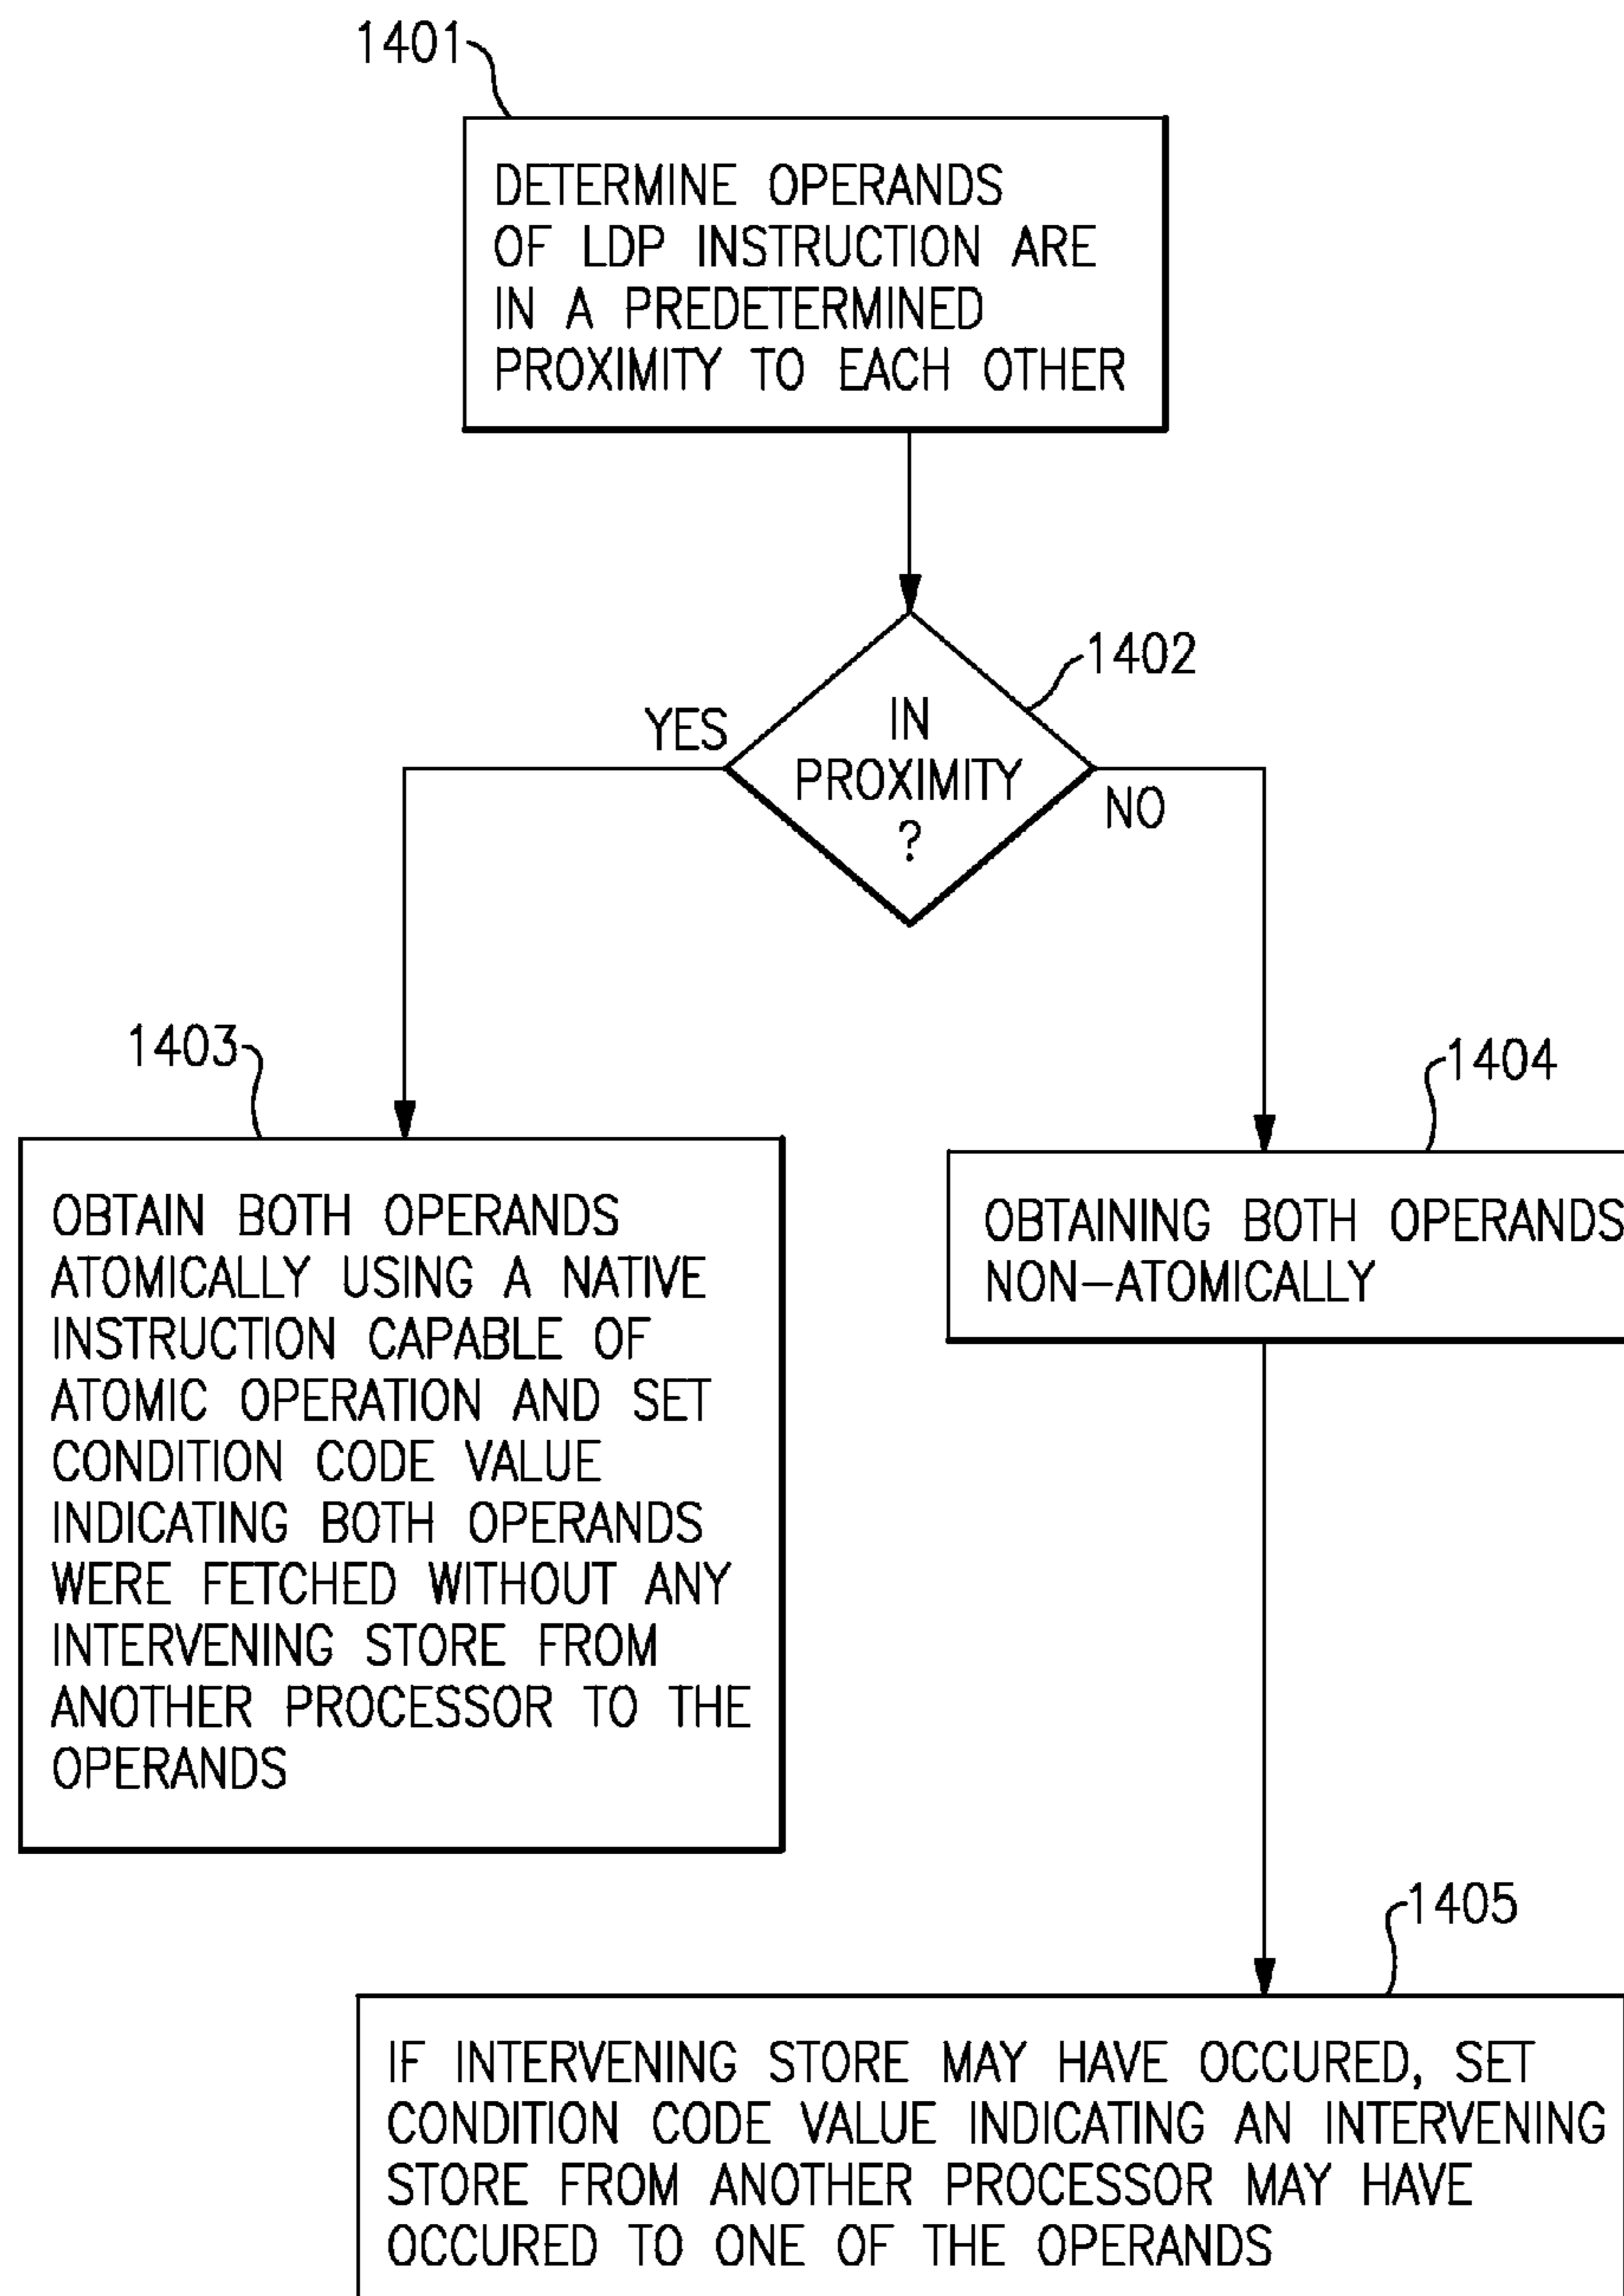 1401
DETERMINE OPERANDS
OF LDP INSTRUCTION ARE
IN A PREDETERMINED
PROXIMITY TO EACH OTHER
1402
IN
PROXIMITY
?
YES
NO
1403
OBTAIN BOTH OPERANDS
ATOMICALLY USING A NATIVE
INSTRUCTION CAPABLE OF
ATOMIC OPERATION AND SET
CONDITION CODE VALUE
INDICATING BOTH OPERANDS
WERE FETCHED WITHOUT ANY
INTERVENING STORE FROM
ANOTHER PROCESSOR TO THE
OPERANDS
1404
OBTAINING BOTH OPERANDS
NON-ATOMICALLY
1405
IF INTERVENING STORE MAY HAVE OCCURED, SET
CONDITION CODE VALUE INDICATING AN INTERVENING
STORE FROM ANOTHER PROCESSOR MAY HAVE
OCCURED TO ONE OF THE OPERANDS